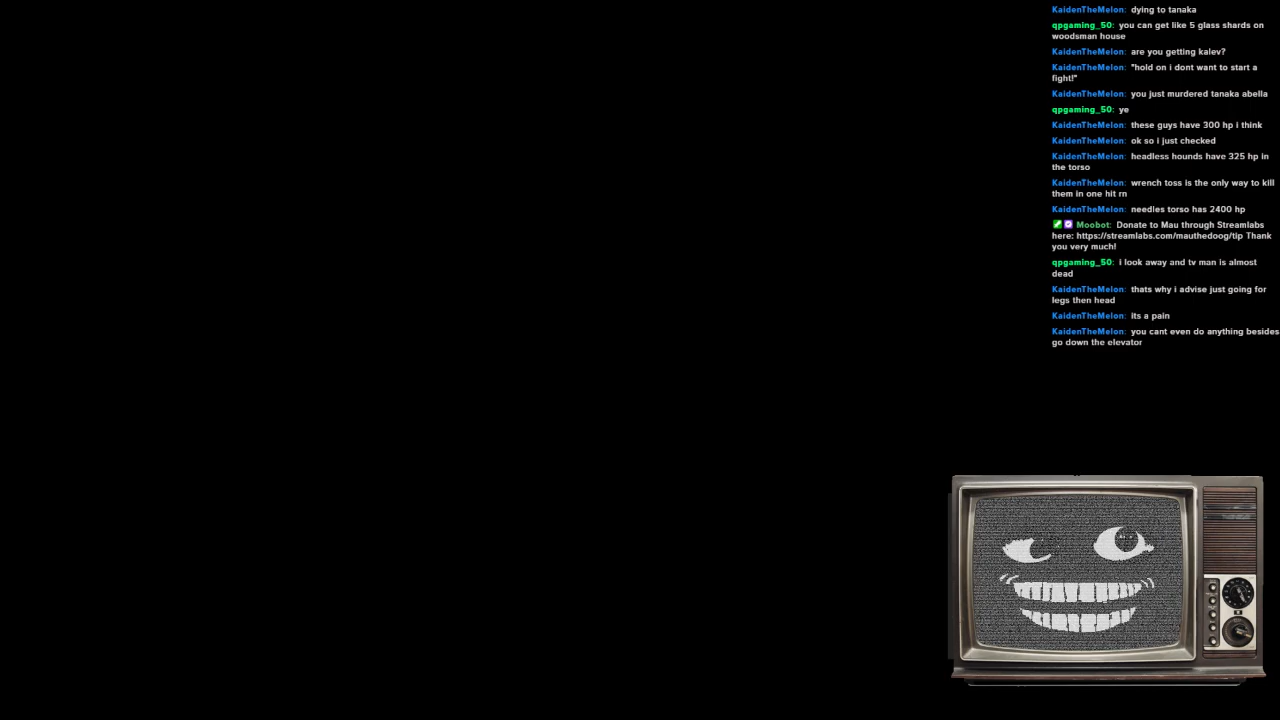 KaidenTheMelon: dying to tanaka
qpgaming_50: you can get like 5 glass shards on
woodsman house
KaidenTheMelon: are you getting kalev?
KaidenTheMelon: "hold on i dont want to start a
fight!"
KaidenTheMelon: you just murdered tanaka abella
qpgaming_50: ye
KaidenTheMelon: these guys have 300 hp i think
KaidenTheMelon: ok so i just checked
KaidenTheMelon: headless hounds have 325 hp in
the torso
KaidenTheMelon: wrench toss is the only way to kill
them in one hit rn
KaidenTheMelon: needles torso has 2400 hp
Moobot: Donate to Mau through Streamlabs
here: https://streamlabs.com/mauthedoog/tip Thank
you very much!
qpgaming_50: i look away and tv man is almost
dead
KaidenTheMelon: thats why i advise just going for
legs then head
KaidenTheMelon: its a pain
KaidenTheMelon: you cant even do anything besides
go down the elevator